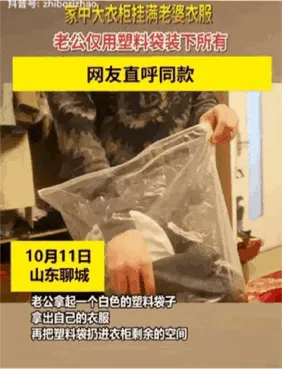 抖音号: zhiboxizhao
家中大衣柜挂满老婆衣服
老公仅用塑料袋装下所有
网友直呼同款
10月11日
山东聊城
老公拿起一个白色的塑料袋子
拿出自己的衣服
再把塑料袋扔进衣柜剩余的空间